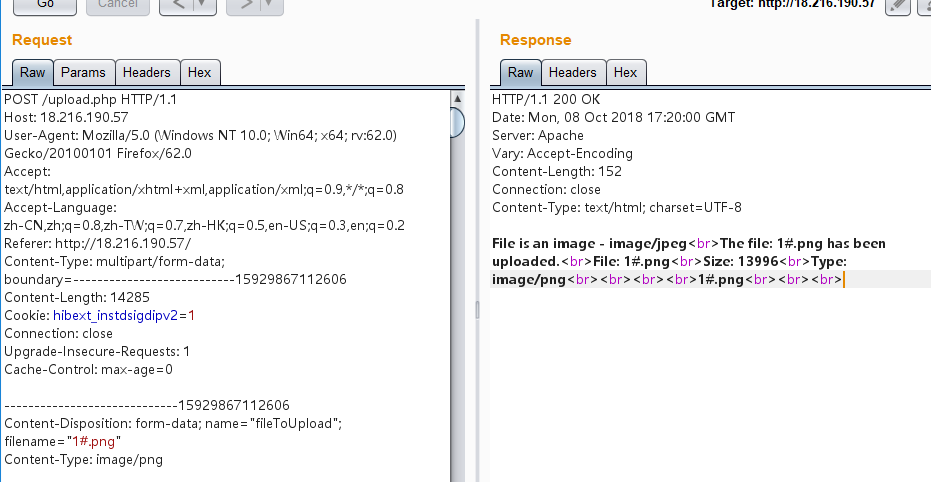 Go Cancel < > Target: http://18.216.190.57
Request
Raw Params Headers Hex
POST /upload.php HTTP/1.1
Host: 18.216.190.57
User-Agent: Mozilla/5.0 (Windows NT 10.0; Win64; x64; rv:62.0)
Gecko/20100101 Firefox/62.0
Accept:
text/html,application/xhtml+xml,application/xml;q=0.9,*/*;q=0.8
Accept-Language:
zh-CN,zh;q=0.8,zh-TW;q=0.7,zh-HK;q=0.5,en-US;q=0.3,en;q=0.2
Referer: http://18.216.190.57/
Content-Type: multipart/form-data;
boundary=---------------------------15929867112606
Content-Length: 14285
Cookie: hibext_instdsigdipv2=1
Connection: close
Upgrade-Insecure-Requests: 1
Cache-Control: max-age=0
-----------------------------15929867112606
Content-Disposition: form-data; name="fileToUpload";
filename="1#.png"
Content-Type: image/png
Response
Raw Headers Hex
HTTP/1.1 200 OK
Date: Mon, 08 Oct 2018 17:20:00 GMT
Server: Apache
Vary: Accept-Encoding
Content-Length: 152
Connection: close
Content-Type: text/html; charset=UTF-8
File is an image - image/jpeg<br>The file: 1#.png has been
uploaded.<br>File: 1#.png<br>Size: 13996<br>Type:
image/png<br><br><br><br>1#.png<br><br><br>